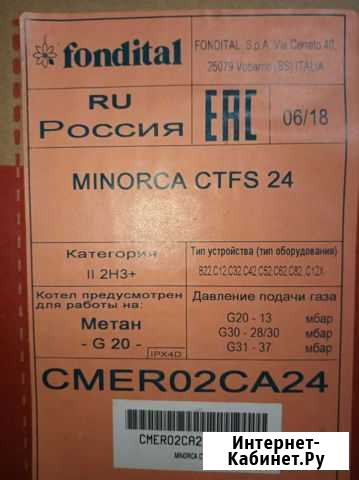 fondital
FONDITAL S.p.A. Via Cerreto 40,
25079 Vobarno (BS) ITALIA
RU
Россия
EAC
06/18
MINORCA CTFS 24
Категория
II 2H3+
Тип устройства (тип оборудования)
B22,C12,C32,C42,C52,C62,C82, C12X
Котел предусмотрен
для работы на:
Метан
- G 20 -
IPX4D
Давление подачи газа
G20 - 13 мбар
G30 - 28/30 мбар
G31 - 37 мбар
CMER02CA24
CMER02CA2
MINORCA C
Интернет-
Кабинет.Ру